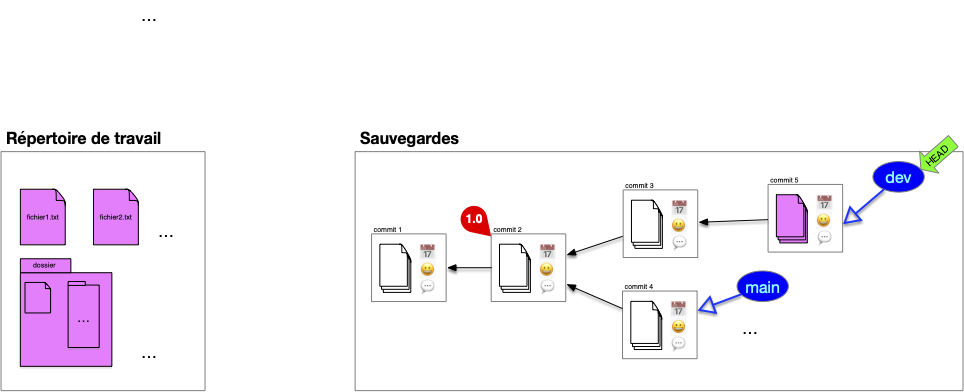 ...
Répertoire de travail
Sauvegardes
HEAD
dev
commit 5
commit 3
17
17
fichier1.txt
fichier2.txt
...
1.0
commit 1
commit 2
17
17
dossier
main
commit 4
17
...
...
...